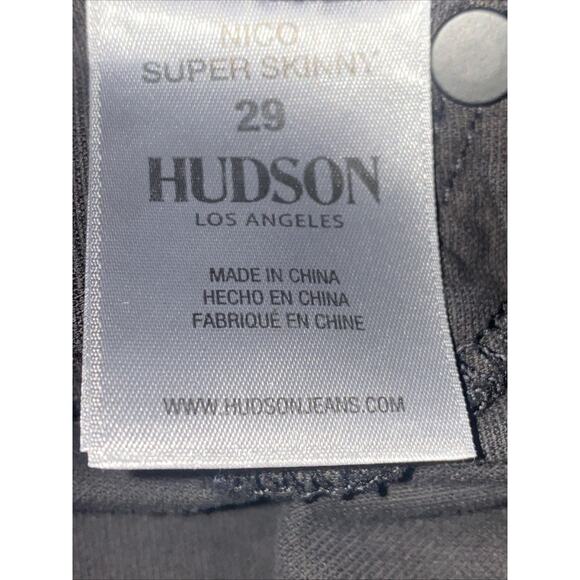 NICO
SUPER SKINNY
29
HUDSON
LOS ANGELES
MADE IN CHINA
HECHO EN CHINA
FABRIQUÉ EN CHINE
WWW.HUDSONJEANS.COM